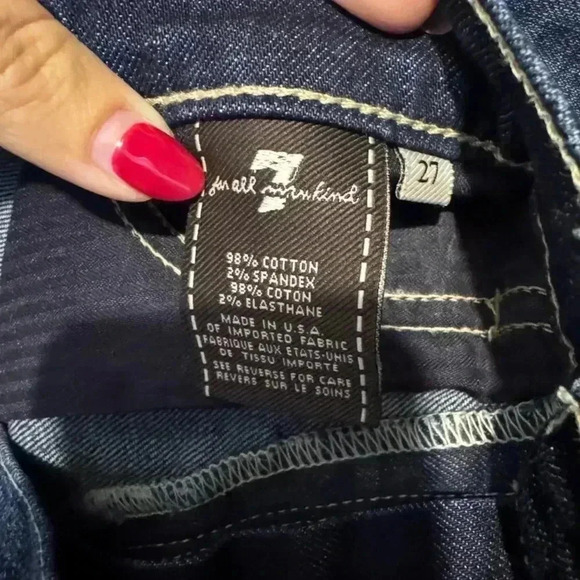 7
for all mankind
27
98% COTTON
2% SPANDEX
98% COTON
2% ELASTHANE
MADE IN U.S.A.
OF IMPORTED FABRIC
FABRIQUE AUX ETATS-UNIS
DE TISSU IMPORTÉ
SEE REVERSE FOR CARE
REVERS SUR LE SOINS